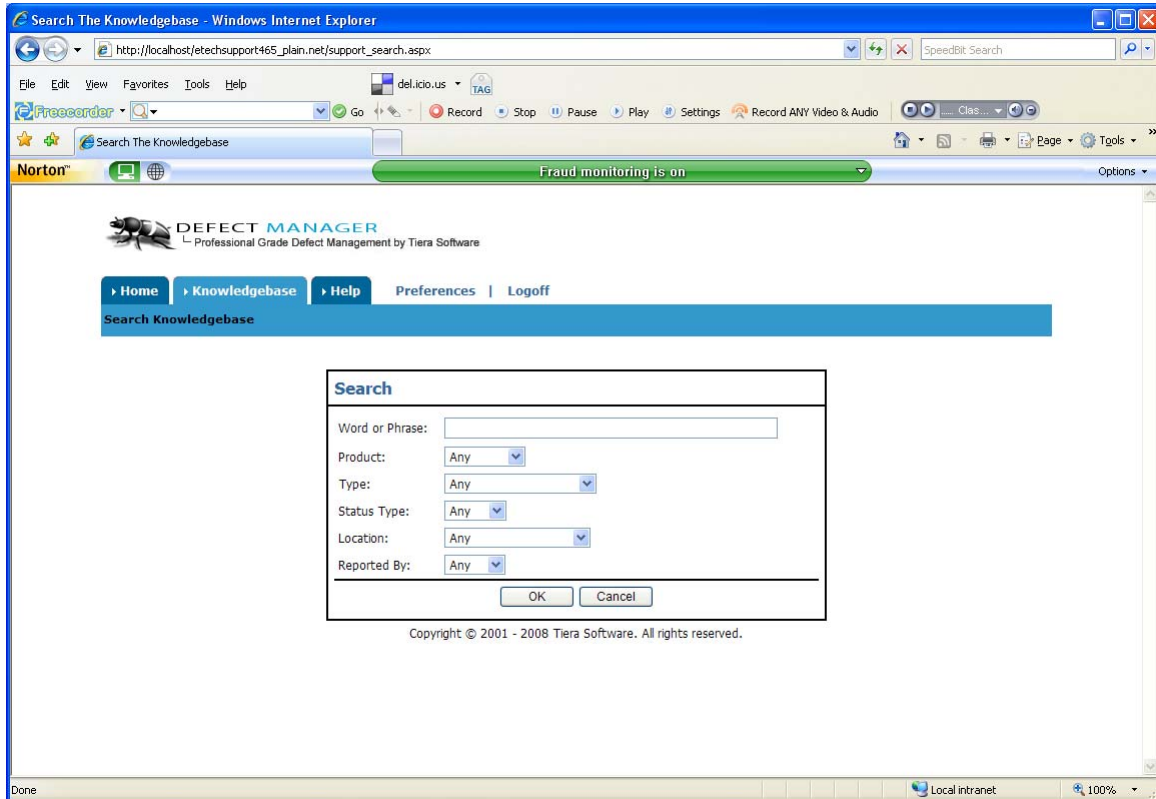 Search The Knowledgebase - Windows Internet Explorer
http://localhost/etechsupport465_plain.net/support_search.aspx
SpeedBit Search
File Edit View Favorites Tools Help
del.icio.us TAG
Freecorder Go Record Stop Pause Play Settings Record ANY Video & Audio .... Clas...
Search The Knowledgebase
Page Tools »
Norton™ Fraud monitoring is on Options
DEFECT MANAGER
Professional Grade Defect Management by Tiera Software
Home Knowledgebase Help Preferences | Logoff
Search Knowledgebase
Search
Word or Phrase:
Product: Any
Type: Any
Status Type: Any
Location: Any
Reported By: Any
OK Cancel
Copyright © 2001 - 2008 Tiera Software. All rights reserved.
Done Local intranet 100%